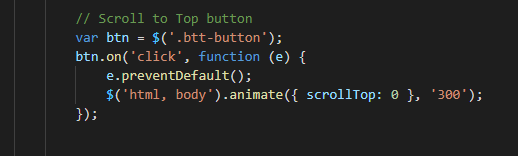 // Scroll to Top button
var btn = $('.btt-button');
btn.on('click', function (e) {
e.preventDefault();
$('html, body').animate({ scrollTop: 0 }, '300');
});